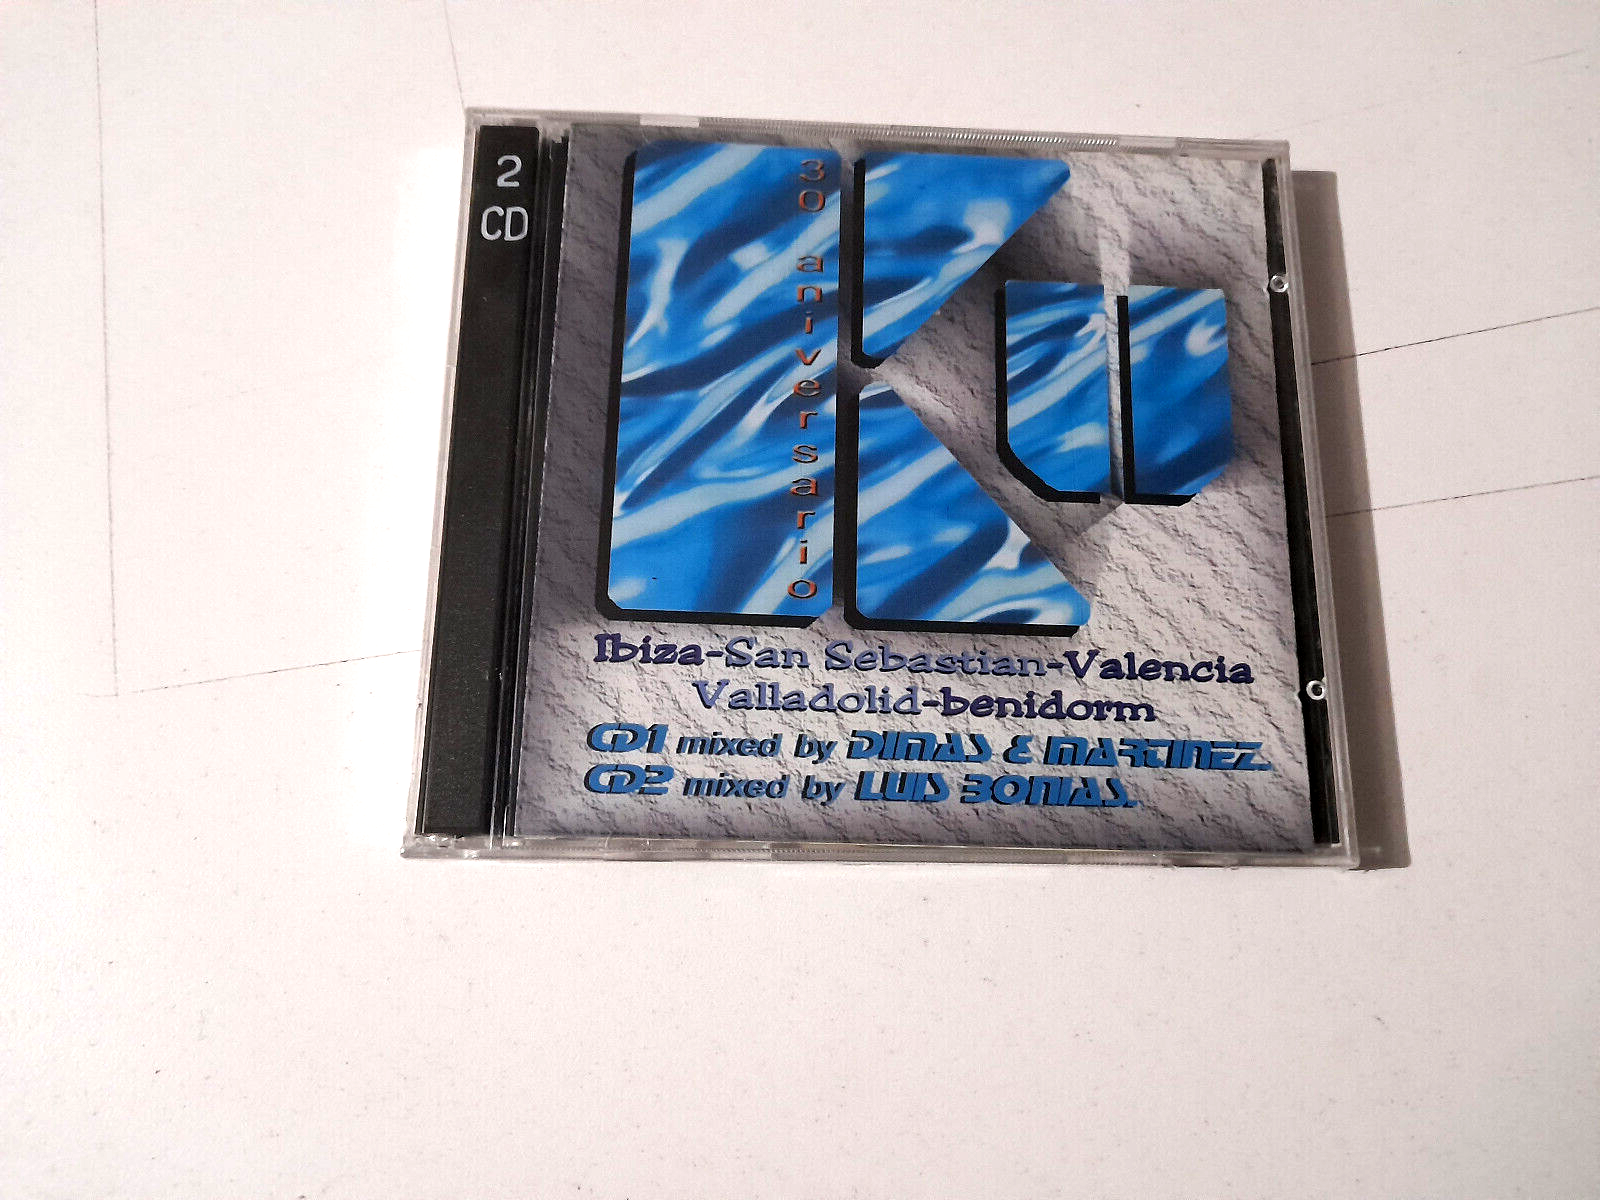 2
CD
Ku
30 aniversario
Ibiza-San Sebastian-Valencia
Valladolid-benidorm
CD1 mixed by DIMAS & MARTINEZ.
CD2 mixed by LUIS BONIAS.